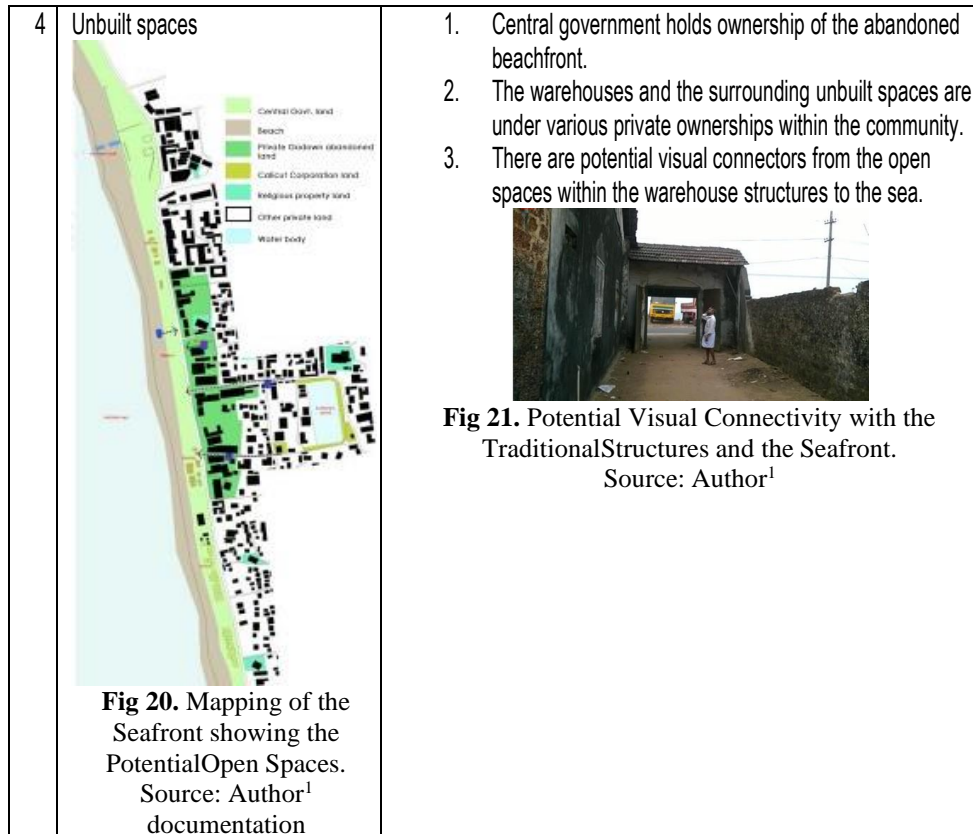 4
Unbuilt spaces
Central Govt. land
Beach
Private Godown abandoned
land
Calicut Corporation land
Religious property land
Other private land
Water body
Fig 20. Mapping of the
Seafront showing the
PotentialOpen Spaces.
Source: Author1
documentation
1. Central government holds ownership of the abandoned
beachfront.
2. The warehouses and the surrounding unbuilt spaces are
under various private ownerships within the community.
3. There are potential visual connectors from the open
spaces within the warehouse structures to the sea.
Fig 21. Potential Visual Connectivity with the
TraditionalStructures and the Seafront.
Source: Author1